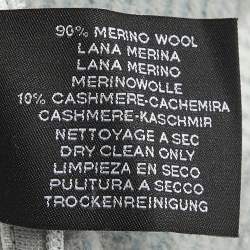 90% MERINO WOOL
LANA MERINA
LANA MERINO
MERINOWOLLE
10% CASHMERE-CACHEMIRA
CASHMERE-KASCHMIR
NETTOYAGE A SEC
DRY CLEAN ONLY
LIMPIEZA EN SECO
PULITURA A SECCO
TROCKENREINIGUNG